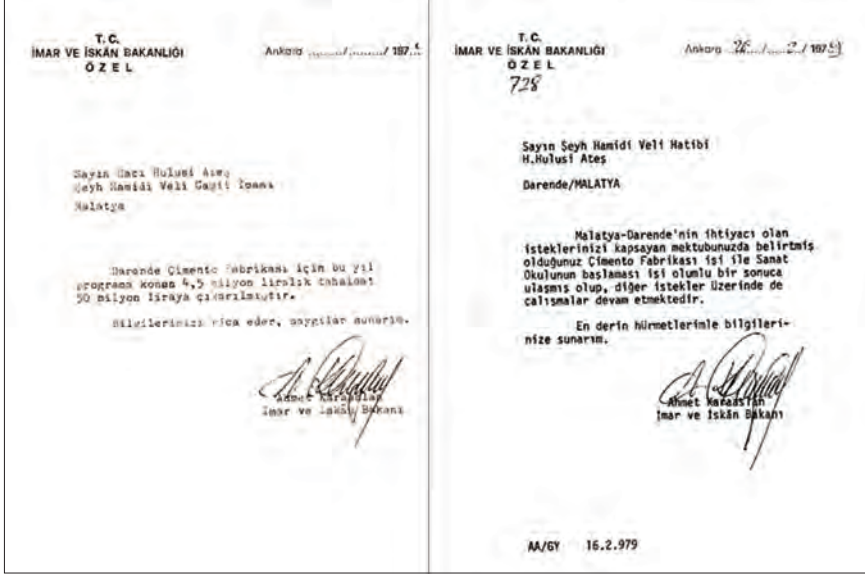 T. C.
İMAR VE İSKÂN BAKANLIĞI
ÖZEL
Ankara ........./........./ 197
Sayın Hacı Hulusi Ateş
Şeyh Hamidi Veli Camii İmamı
Malatya
Darende Çimento Fabrikası için bu yıl
programa konan 4,5 milyon liralık tahsisat
50 milyon liraya çıkarılmıştır.
Bilgilerinizi rica eder, saygılar sunarım.
Ahmet Karaaslan
İmar ve İskân Bakanı
T. C.
İMAR VE İSKÂN BAKANLIĞI
ÖZEL
728
Ankara 26 / 2 / 197
Sayın Şeyh Hamidi Veli Hatibi
H.Hulusi Ateş
Darende/MALATYA
Malatya-Darende'nin ihtiyacı olan
isteklerinizi kapsayan mektubunuzda belirtmiş
olduğunuz Çimento Fabrikası işi ile Sanat
Okulunun başlaması işi olumlu bir sonuca
ulaşmış olup, diğer istekler üzerinde de
calışmalar devam etmektedir.
En derin hürmetlerimle bilgileri-
nize sunarım.
Ahmet Karaaslan
İmar ve İskân Bakanı
AA/GY 16.2.979